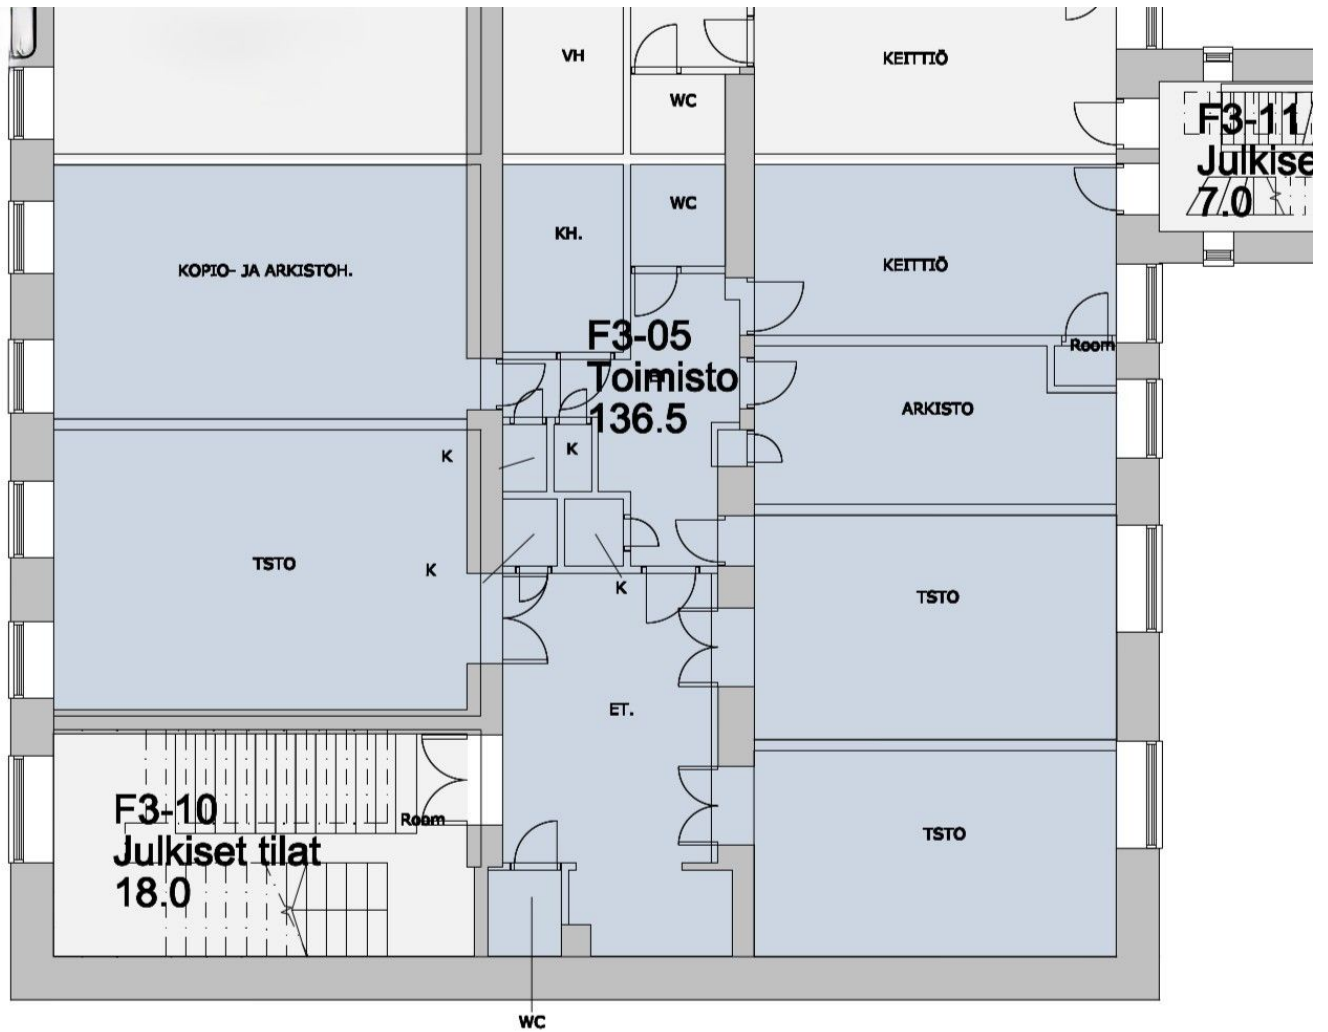 VH
KEITTIÖ
WC
F3-11
Julkise
7.0
WC
KH.
KOPIO- JA ARKISTOH.
KEITTIÖ
F3-05
Toimisto
136.5
Room
ARKISTO
K
K
TSTO
K
K
TSTO
ET.
F3-10
Julkiset tilat
18.0
Room
TSTO
WC